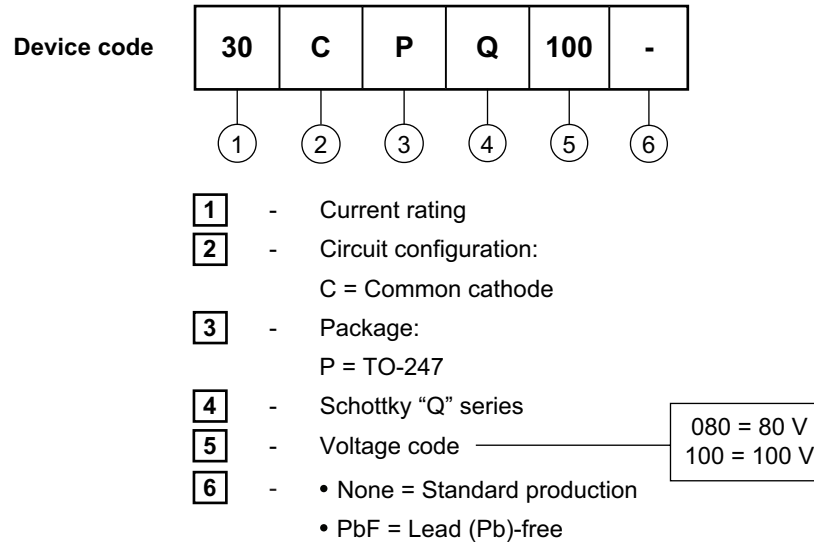 Device code 30 C P Q 100 -
1 2 3 4 5 6
1 - Current rating
2 - Circuit configuration:
C = Common cathode
3 - Package:
P = TO-247
4 - Schottky “Q” series
5 - Voltage code
080 = 80 V
100 = 100 V
6 - • None = Standard production
• PbF = Lead (Pb)-free